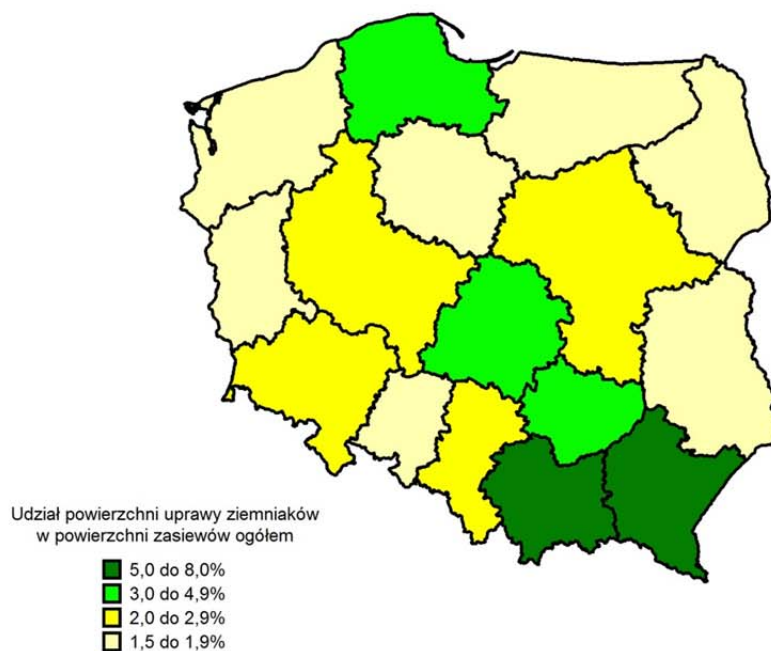 Udział powierzchni uprawy ziemniaków
w powierzchni zasiewów ogółem
5,0 do 8,0%
3,0 do 4,9%
2,0 do 2,9%
1,5 do 1,9%